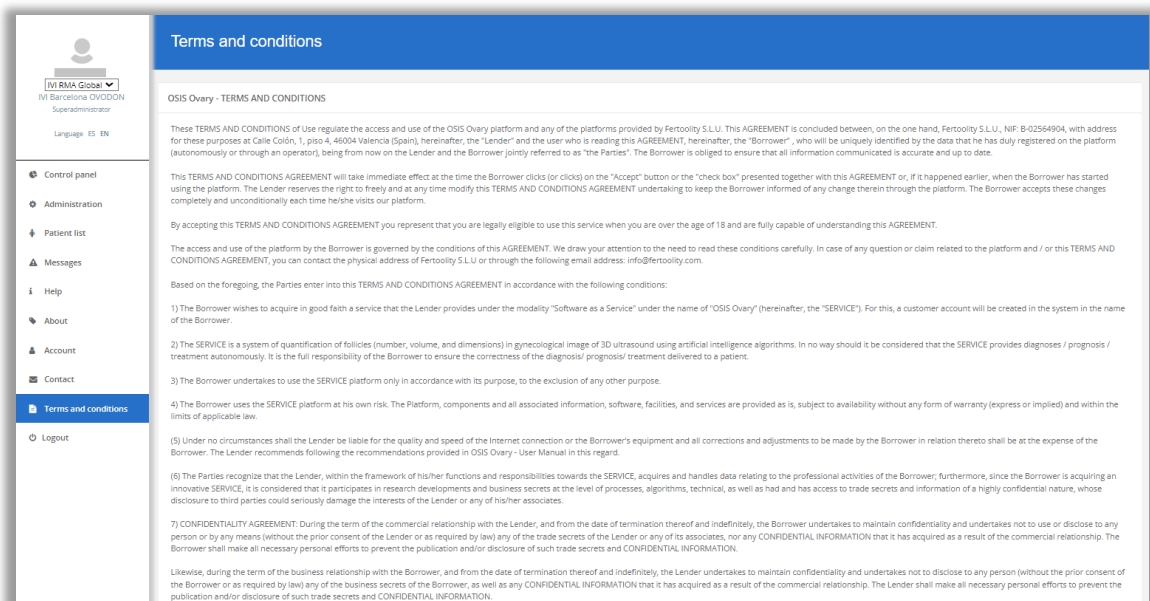 Terms and conditions
IVI RMA Global
IVI Barcelona OVODON
Superadministrator
Language ES EN
Control panel
Administration
Patient list
Messages
Help
About
Account
Contact
Terms and conditions
Logout
OSIS Ovary - TERMS AND CONDITIONS
These TERMS AND CONDITIONS of Use regulate the access and use of the OSIS Ovary platform and any of the platforms provided by Fertoolity S.L.U. This AGREEMENT is concluded between, on the one hand, Fertoolity S.L.U., NIF: B-02564904, with address
for these purposes at Calle Colón, 1, piso 4, 46004 Valencia (Spain), hereinafter, the "Lender" and the user who is reading this AGREEMENT, hereinafter, the "Borrower" , who will be uniquely identified by the data that he has duly registered on the platform
(autonomously or through an operator), being from now on the Lender and the Borrower jointly referred to as "the Parties". The Borrower is obliged to ensure that all information communicated is accurate and up to date.
This TERMS AND CONDITIONS AGREEMENT will take immediate effect at the time the Borrower clicks (or clicks) on the "Accept" button or the "check box" presented together with this AGREEMENT or, if it happened earlier, when the Borrower has started
using the platform. The Lender reserves the right to freely and at any time modify this TERMS AND CONDITIONS AGREEMENT undertaking to keep the Borrower informed of any change therein through the platform. The Borrower accepts these changes
completely and unconditionally each time he/she visits our platform.
By accepting this TERMS AND CONDITIONS AGREEMENT you represent that you are legally eligible to use this service when you are over the age of 18 and are fully capable of understanding this AGREEMENT.
The access and use of the platform by the Borrower is governed by the conditions of this AGREEMENT. We draw your attention to the need to read these conditions carefully. In case of any question or claim related to the platform and / or this TERMS AND
CONDITIONS AGREEMENT, you can contact the physical address of Fertoolity S.L.U or through the following email address: info@fertoolity.com.
Based on the foregoing, the Parties enter into this TERMS AND CONDITIONS AGREEMENT in accordance with the following conditions:
1) The Borrower wishes to acquire in good faith a service that the Lender provides under the modality "Software as a Service" under the name of "OSIS Ovary" (hereinafter, the "SERVICE"). For this, a customer account will be created in the system in the name
of the Borrower.
2) The SERVICE is a system of quantification of follicles (number, volume, and dimensions) in gynecological image of 3D ultrasound using artificial intelligence algorithms. In no way should it be considered that the SERVICE provides diagnoses / prognosis /
treatment autonomously. It is the full responsibility of the Borrower to ensure the correctness of the diagnosis/ prognosis/ treatment delivered to a patient.
3) The Borrower undertakes to use the SERVICE platform only in accordance with its purpose, to the exclusion of any other purpose.
4) The Borrower uses the SERVICE platform at his own risk. The Platform, components and all associated information, software, facilities, and services are provided as is, subject to availability without any form of warranty (express or implied) and within the
limits of applicable law.
(5) Under no circumstances shall the Lender be liable for the quality and speed of the Internet connection or the Borrower's equipment and all corrections and adjustments to be made by the Borrower in relation thereto shall be at the expense of the
Borrower. The Lender recommends following the recommendations provided in OSIS Ovary - User Manual in this regard.
(6) The Parties recognize that the Lender, within the framework of his/her functions and responsibilities towards the SERVICE, acquires and handles data relating to the professional activities of the Borrower; furthermore, since the Borrower is acquiring an
innovative SERVICE, it is considered that it participates in research developments and business secrets at the level of processes, algorithms, technical, as well as had and has access to trade secrets and information of a highly confidential nature, whose
disclosure to third parties could seriously damage the interests of the Lender or any of his/her associates.
7) CONFIDENTIALITY AGREEMENT: During the term of the commercial relationship with the Lender, and from the date of termination thereof and indefinitely, the Borrower undertakes to maintain confidentiality and undertakes not to use or disclose to any
person or by any means (without the prior consent of the Lender or as required by law) any of the trade secrets of the Lender or any of its associates, nor any CONFIDENTIAL INFORMATION that it has acquired as a result of the commercial relationship. The
Borrower shall make all necessary personal efforts to prevent the publication and/or disclosure of such trade secrets and CONFIDENTIAL INFORMATION.
Likewise, during the term of the business relationship with the Borrower, and from the date of termination thereof and indefinitely, the Lender undertakes to maintain confidentiality and undertakes not to disclose to any person (without the prior consent of
the Borrower or as required by law) any of the business secrets of the Borrower, as well as any CONFIDENTIAL INFORMATION that it has acquired as a result of the commercial relationship. The Lender shall make all necessary personal efforts to prevent the
publication and/or disclosure of such trade secrets and CONFIDENTIAL INFORMATION.